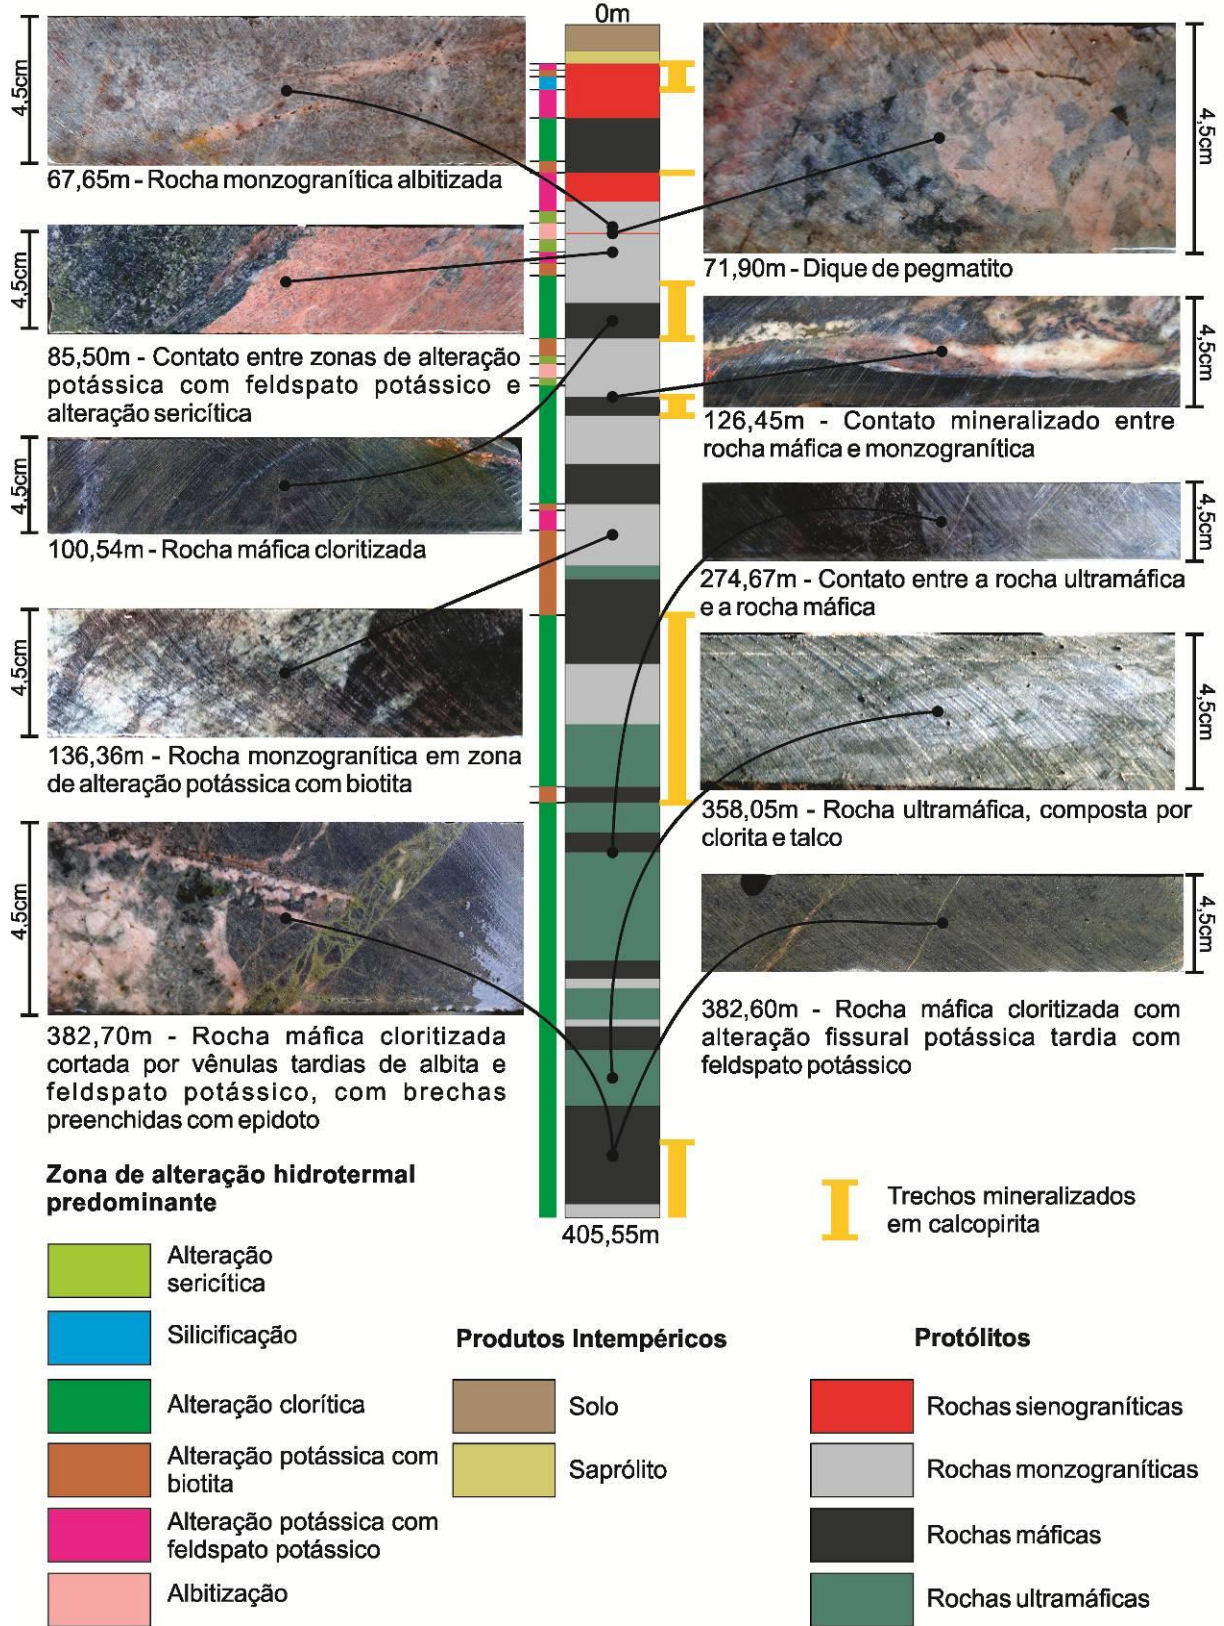 0m
4,5cm
67,65m - Rocha monzogranítica albitizada
4,5cm
85,50m - Contato entre zonas de alteração
potássica com feldspato potássico e
alteração sericítica
4,5cm
100,54m - Rocha máfica cloritizada
4,5cm
136,36m - Rocha monzogranítica em zona
de alteração potássica com biotita
4,5cm
382,70m - Rocha máfica cloritizada
cortada por vênulas tardias de albita e
feldspato potássico, com brechas
preenchidas com epidoto
4,5cm
71,90m - Dique de pegmatito
4,5cm
126,45m - Contato mineralizado entre
rocha máfica e monzogranítica
4,5cm
274,67m - Contato entre a rocha ultramáfica
e a rocha máfica
4,5cm
358,05m - Rocha ultramáfica, composta por
clorita e talco
4,5cm
382,60m - Rocha máfica cloritizada com
alteração fissural potássica tardia com
feldspato potássico
405,55m
Trechos mineralizados
em calcopirita
Zona de alteração hidrotermal
predominante
Alteração
sericítica
Silicificação
Alteração clorítica
Alteração potássica com
biotita
Alteração potássica com
feldspato potássico
Albitização
Produtos Intempéricos
Solo
Saprólito
Protólitos
Rochas sienograníticas
Rochas monzograníticas
Rochas máficas
Rochas ultramáficas